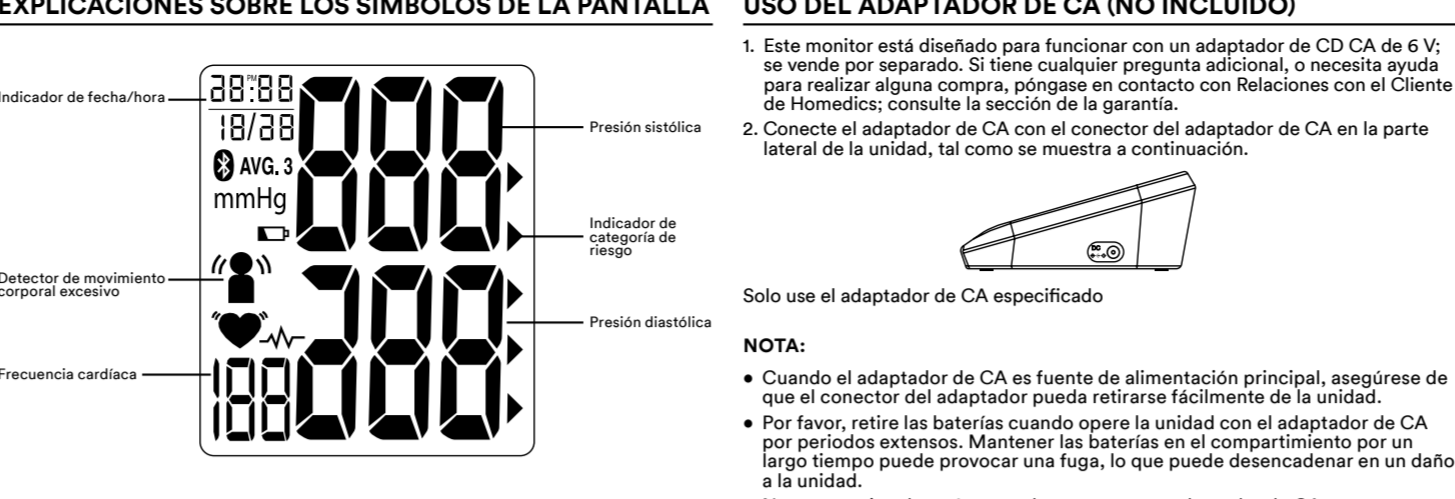 EXPLICACIONES SOBRE LOS SÍMBOLOS DE LA PANTALLA
Indicador de fecha/hora
Detector de movimiento
corporal excesivo
Frecuencia cardíaca
28:88
PM
18/28
AVG. 3
mmHg
888
388
188
Presión sistólica
Indicador de
categoría de
riesgo
Presión diastólica
USO DEL ADAPTADOR DE CA (NO INCLUIDO)
1. Este monitor está diseñado para funcionar con un adaptador de CD CA de 6 V;
se vende por separado. Si tiene cualquier pregunta adicional, o necesita ayuda
para realizar alguna compra, póngase en contacto con Relaciones con el Cliente
de Homedics; consulte la sección de la garantía.
2. Conecte el adaptador de CA con el conector del adaptador de CA en la parte
lateral de la unidad, tal como se muestra a continuación.
DC
Solo use el adaptador de CA especificado
NOTA:
• Cuando el adaptador de CA es fuente de alimentación principal, asegúrese de
que el conector del adaptador pueda retirarse fácilmente de la unidad.
• Por favor, retire las baterías cuando opere la unidad con el adaptador de CA
por periodos extensos. Mantener las baterías en el compartimiento por un
largo tiempo puede provocar una fuga, lo que puede desencadenar en un daño
a la unidad.